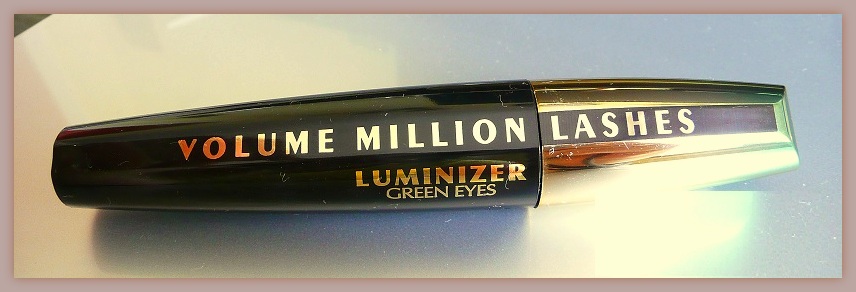 VOLUME MILLION LASHES
LUMINIZER
GREEN EYES